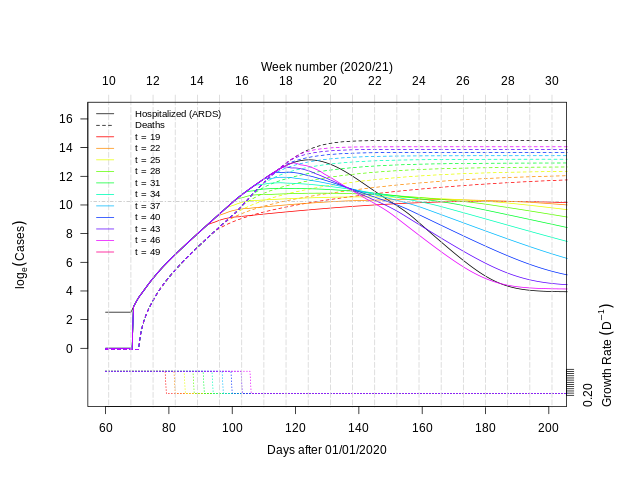 Week number (2020/21)
10 12 14 16 18 20 22 24 26 28 30
Hospitalized (ARDS)
Deaths
t = 19
t = 22
t = 25
t = 28
t = 31
t = 34
t = 37
t = 40
t = 43
t = 46
t = 49
16
14
12
10
8
6
4
2
0
logₑ(Cases)
0.20
Growth Rate (D⁻¹)
60 80 100 120 140 160 180 200
Days after 01/01/2020